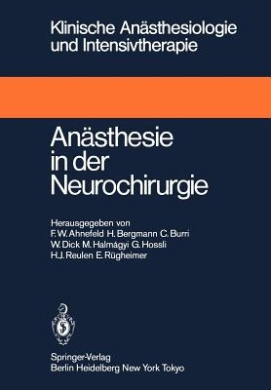 Klinische Anästhesiologie
und Intensivtherapie
Anästhesie
in der
Neurochirurgie
Herausgegeben von
F.W. Ahnefeld H. Bergmann C. Burri
W. Dick M. Halmágyi G. Hossli
H.J. Reulen E. Rügheimer
Springer-Verlag
Berlin Heidelberg New York Tokyo